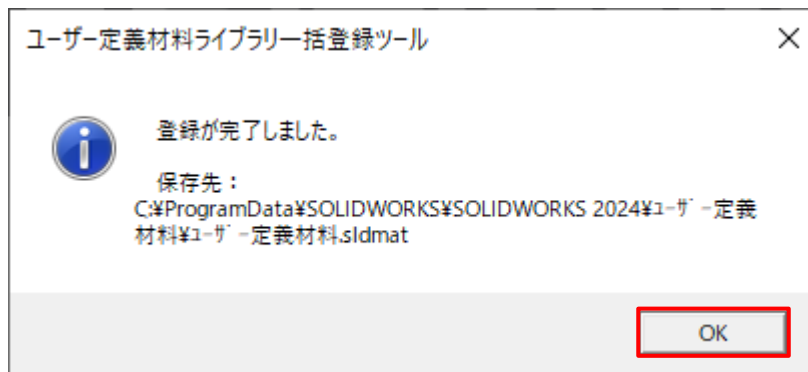 ユーザー定義材料ライブラリ一括登録ツール
登録が完了しました。
保存先：
C:¥ProgramData¥SOLIDWORKS¥SOLIDWORKS 2024¥ﾕｰｻﾞｰ定義
材料¥ﾕｰｻﾞｰ定義材料.sldmat
OK